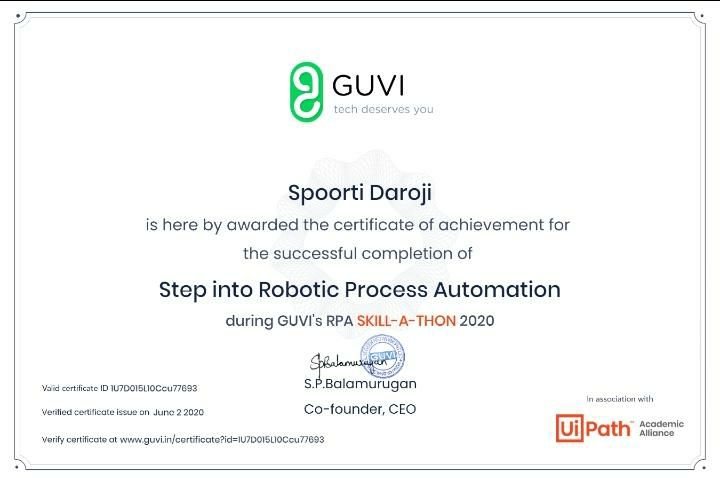 GUVI
tech deserves you
Spoorti Daroji
is here by awarded the certificate of achievement for
the successful completion of
Step into Robotic Process Automation
during GUVI's RPA SKILL-A-THON 2020
SpBalamurugan
GUVI
S.P.Balamurugan
Co-founder, CEO
Valid certificate ID 1U7D015L10Ccu77693
Verified certificate issue on June 2 2020
Verify certificate at www.guvi.in/certificate?id=1U7D015L10Ccu77693
In association with
UiPath™ Academic
Alliance